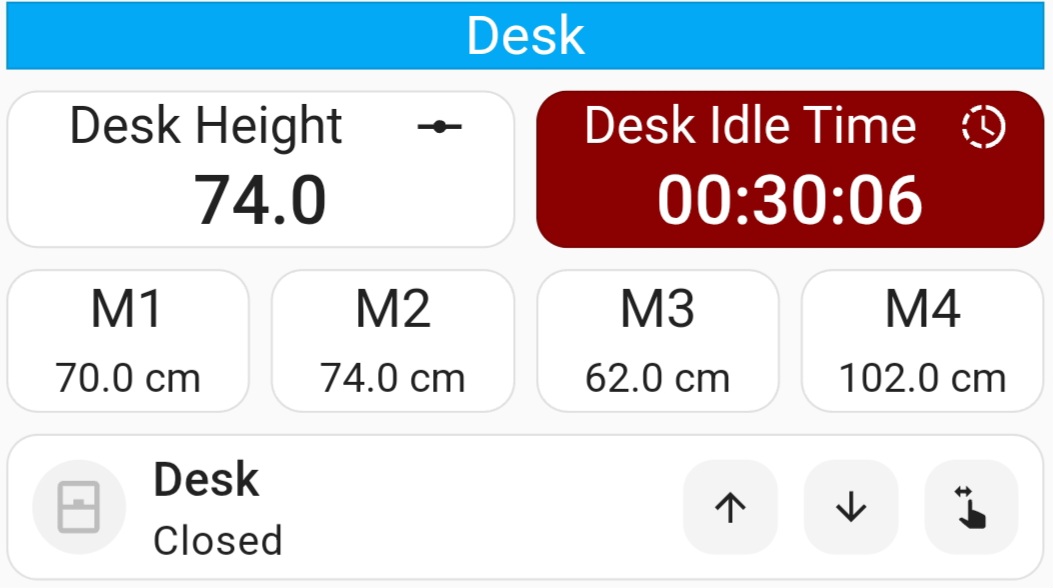 Desk
Desk Height
74.0
Desk Idle Time
00:30:06
M1
70.0 cm
M2
74.0 cm
M3
62.0 cm
M4
102.0 cm
Desk
Closed